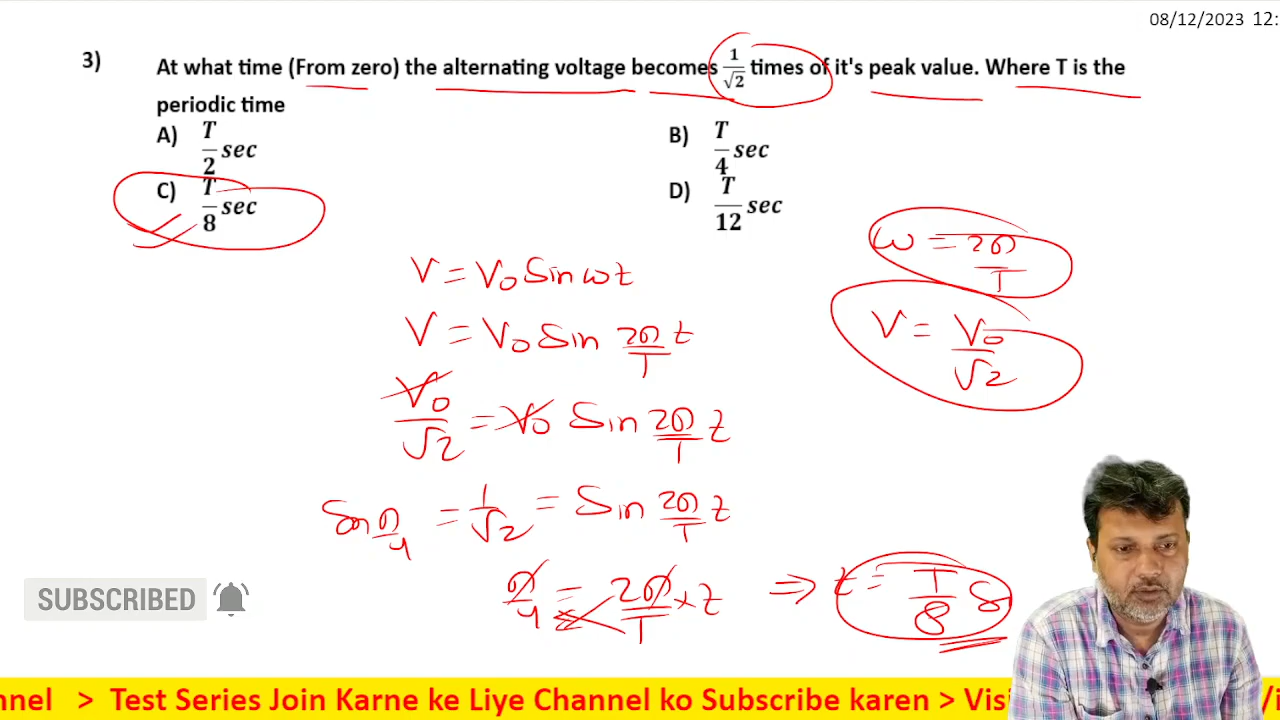 08/12/2023 12:
3) At what time (From zero) the alternating voltage becomes 1/√2 times of it's peak value. Where T is the
periodic time
A) T/2 sec B) T/4 sec
C) T/8 sec D) T/12 sec
ω = 2π/T
V = V₀ Sin ωt
V = V₀ Sin 2π/T t
V = V₀/√2
V₀/√2 = V₀ Sin 2π/T t
Sin π/4 = 1/√2 = Sin 2π/T t
π/4 = 2π/T × t ⇒ t = T/8 S
SUBSCRIBED
nnel > Test Series Join Karne ke Liye Channel ko Subscribe karen > Vis
/i